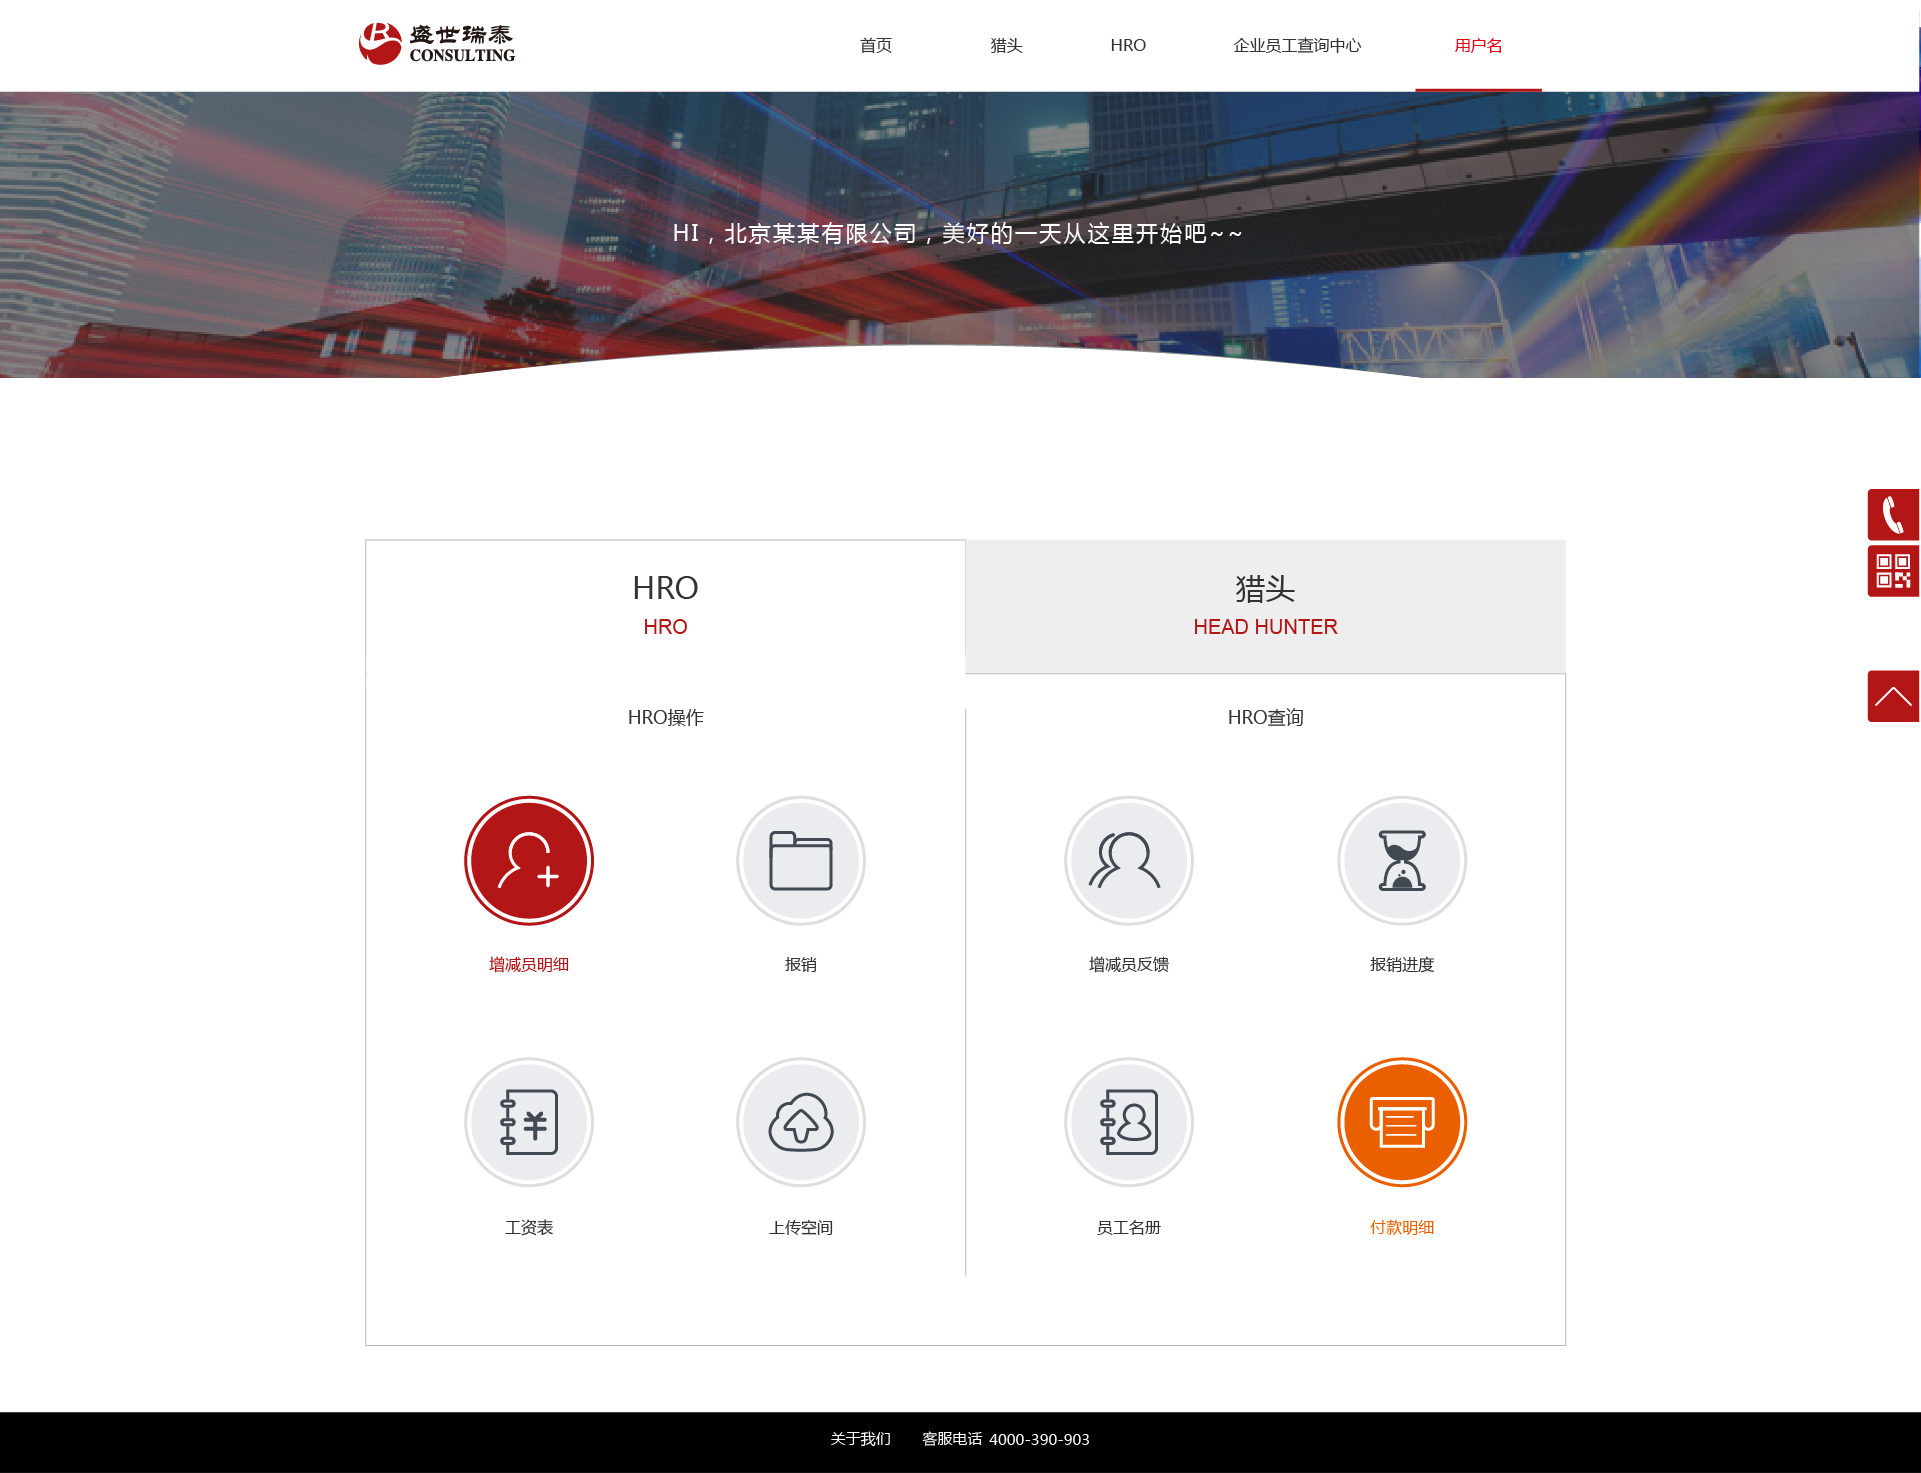 盛世瑞泰
CONSULTING
首页 猎头 HRO 企业员工查询中心 用户名
HI，北京某某有限公司，美好的一天从这里开始吧~~
HRO
HRO
猎头
HEAD HUNTER
HRO操作
HRO查询
增减员明细 报销 增减员反馈 报销进度
工资表 上传空间 员工名册 付款明细
关于我们 客服电话 4000-390-903